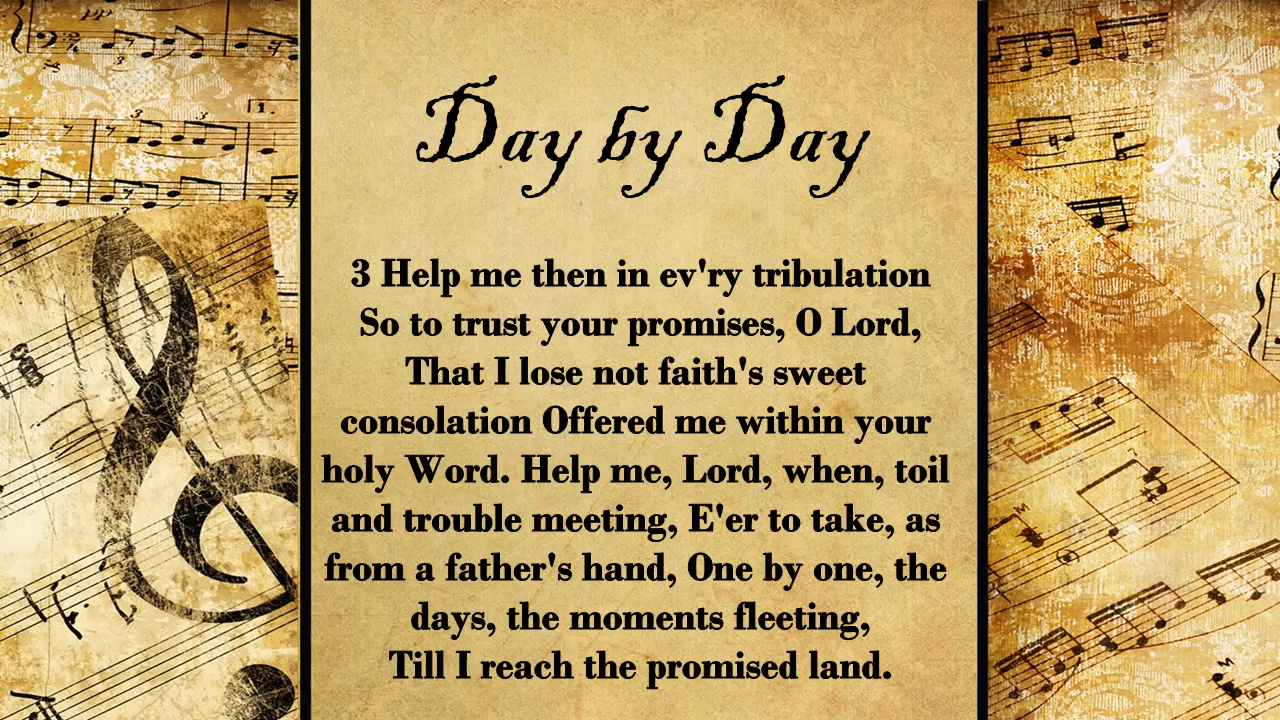 Day by Day
3 Help me then in ev'ry tribulation
So to trust your promises, O Lord,
That I lose not faith's sweet
consolation Offered me within your
holy Word. Help me, Lord, when, toil
and trouble meeting, E'er to take, as
from a father's hand, One by one, the
days, the moments fleeting,
Till I reach the promised land.